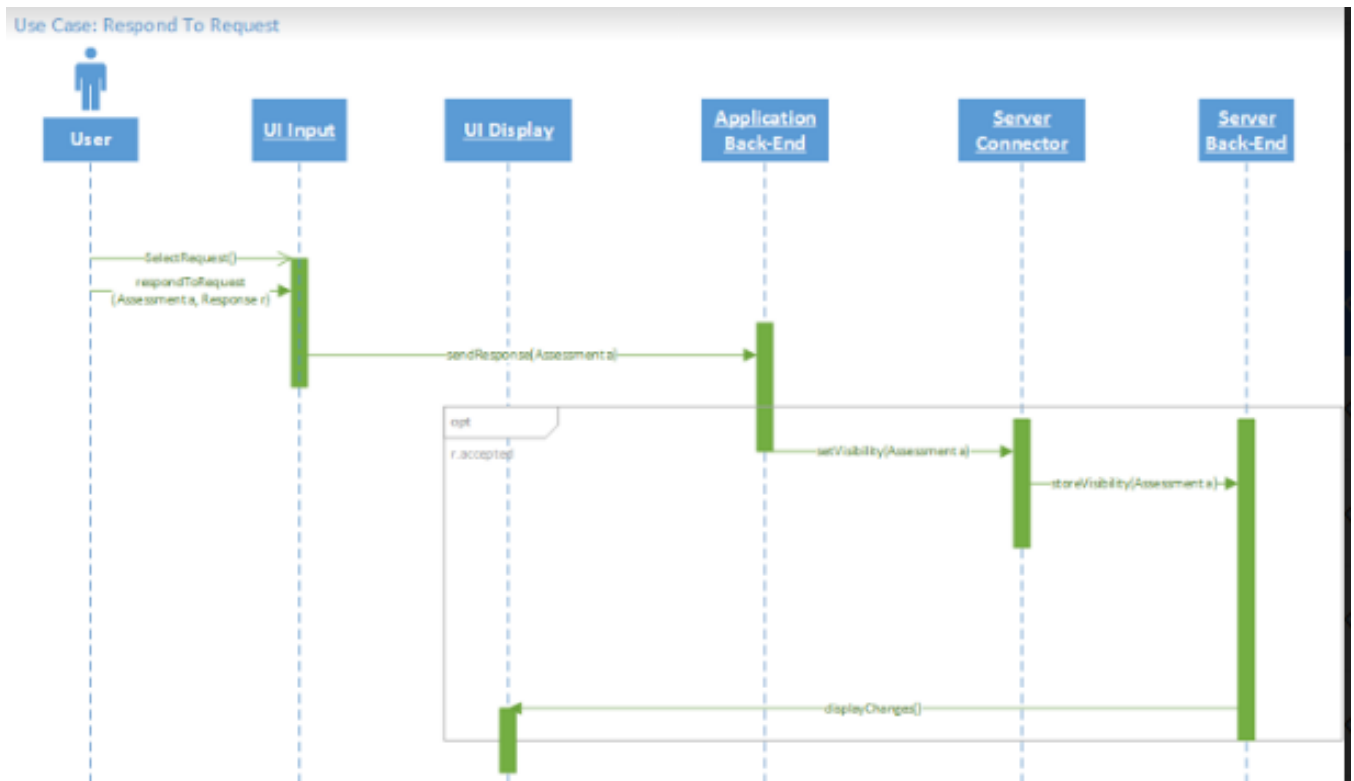 Use Case: Respond To Request
User
UI Input
UI Display
Application
Back-End
Server
Connector
Server
Back-End
SelectRequest()
respondToRequest
(Assessment a, Response r)
sendResponse(Assessment a)
opt
r.accepted
setVisibility(Assessment a)
storeVisibility(Assessment a)
displayChanges()